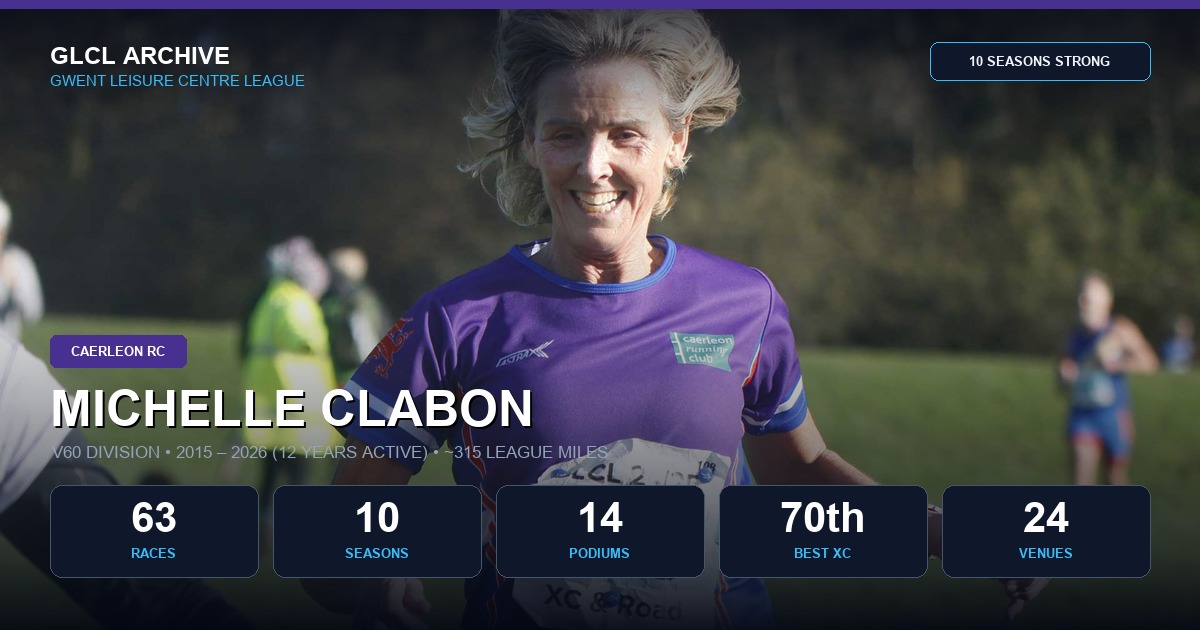 GLCL ARCHIVE
GWENT LEISURE CENTRE LEAGUE
10 SEASONS STRONG
FASTRAX
caerleon
running
club
CAERLEON RC
MICHELLE CLABON
V60 DIVISION • 2015 – 2026 (12 YEARS ACTIVE) • ~315 LEAGUE MILES
GLCL
63
RACES
10
SEASONS
14
PODIUMS
70th
BEST XC
24
VENUES
XC & Road